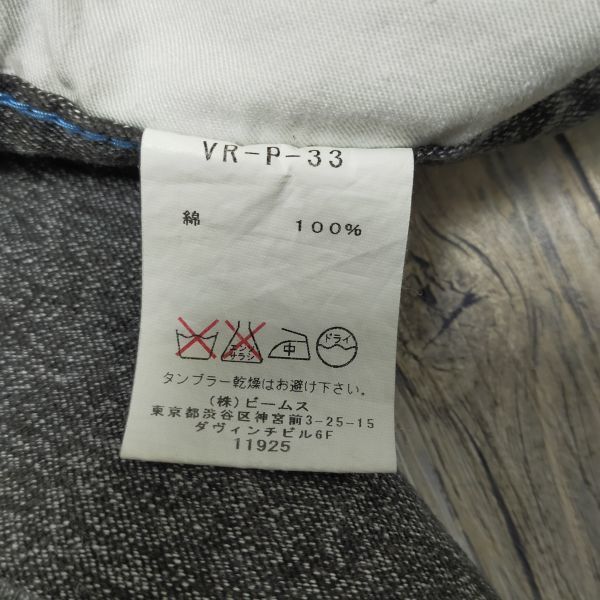 VR-P-33
綿 100%
エンソ サラシ 中 ドライ
タンブラー乾燥はお避け下さい。
(株)ビームス
東京都渋谷区神宮前3-25-15
ダヴィンチビル6F
11925